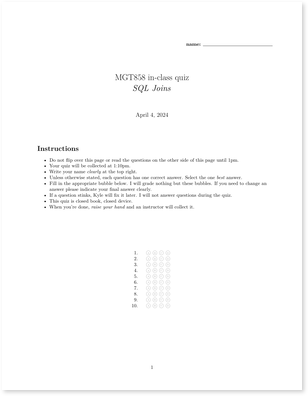 NAME:
MGT858 in-class quiz
SQL Joins
April 4, 2024
Instructions
• Do not flip over this page or read the questions on the other side of this page until 1pm.
• Your quiz will be collected at 1:10pm.
• Write your name clearly at the top right.
• Unless otherwise stated, each question has one correct answer. Select the one best answer.
• Fill in the appropriate bubble below. I will grade nothing but these bubbles. If you need to change an
answer please indicate your final answer clearly.
• If a question stinks, Kyle will fix it later. I will not answer questions during the quiz.
• This quiz is closed book, closed device.
• When you're done, raise your hand and an instructor will collect it.
1.
2.
3.
4.
5.
6.
7.
8.
9.
10.
1